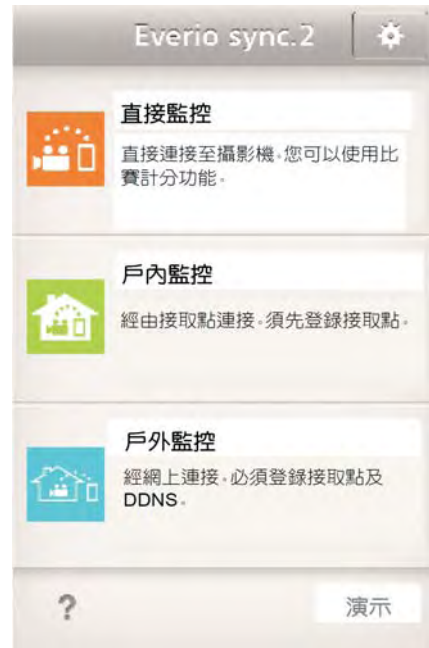 Everio sync.2
直接監控
直接連接至攝影機。您可以使用比
賽計分功能。
戶內監控
經由接取點連接。須先登錄接取點。
戶外監控
經網上連接。必須登錄接取點及
DDNS。
?
演示